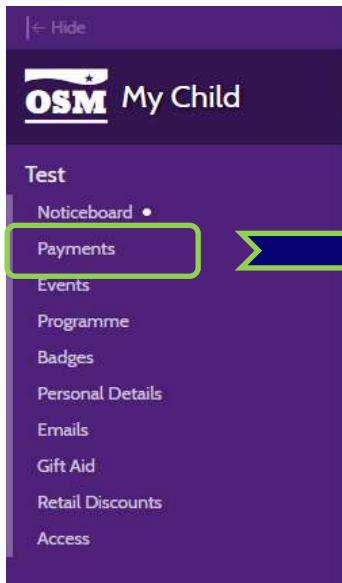 ← Hide
OSM My Child
Test
Noticeboard •
Payments
Events
Programme
Badges
Personal Details
Emails
Gift Aid
Retail Discounts
Access